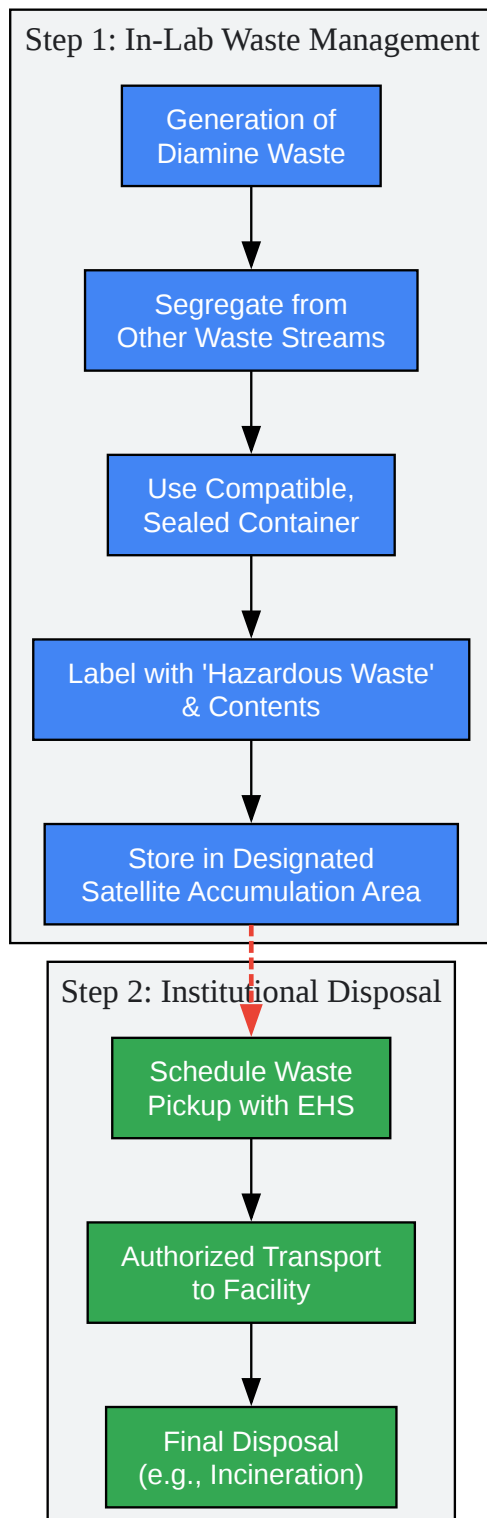 Step 1: In-Lab Waste Management
Generation of
Diamine Waste
Segregate from
Other Waste Streams
Use Compatible,
Sealed Container
Label with 'Hazardous Waste'
& Contents
Store in Designated
Satellite Accumulation Area
Step 2: Institutional Disposal
Schedule Waste
Pickup with EHS
Authorized Transport
to Facility
Final Disposal
(e.g., Incineration)